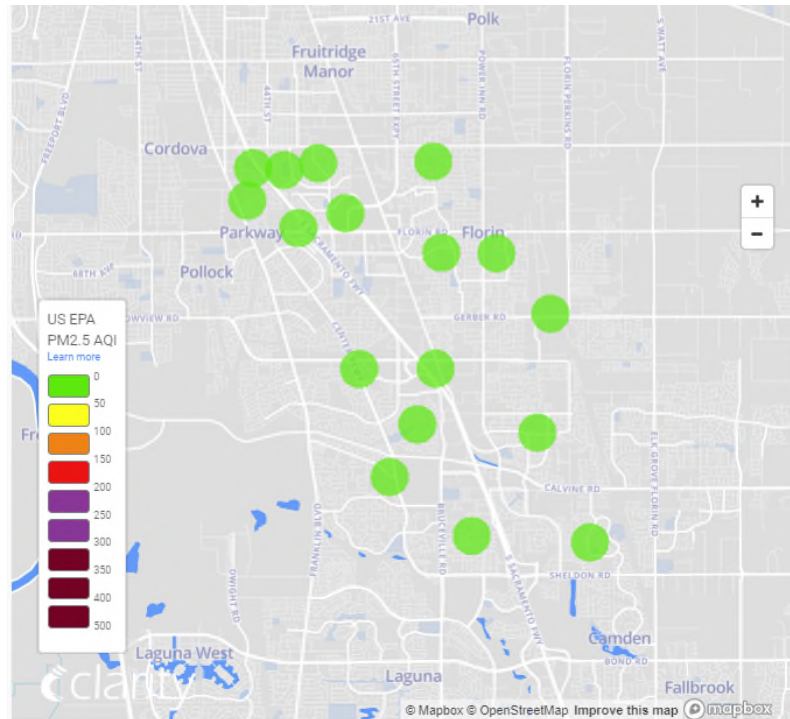 21ST AVE
Polk
24TH ST
Fruitridge
Manor
65TH STREET EXPY
POWER INN RD
FLORIN PERKINS RD
S WATT AVE
FREEPORT BLVD
44TH ST
Cordova
+
−
Parkway
FLORIN RD
Florin
SACRAMENTO FWY
Pollock
68TH AVE
GERBER RD
US EPA
PM2.5 AQI
Learn more
0
50
100
150
200
250
300
350
400
500
CALVINE RD
ELK GROVE FLORIN RD
FRANKLIN BLVD
BRUCEVILLE RD
S SACRAMENTO FWY
SHELDON RD
DWIGHT RD
Camden
Laguna West
BOND RD
Laguna
Fallbrook
clarity
© Mapbox © OpenStreetMap Improve this map mapbox